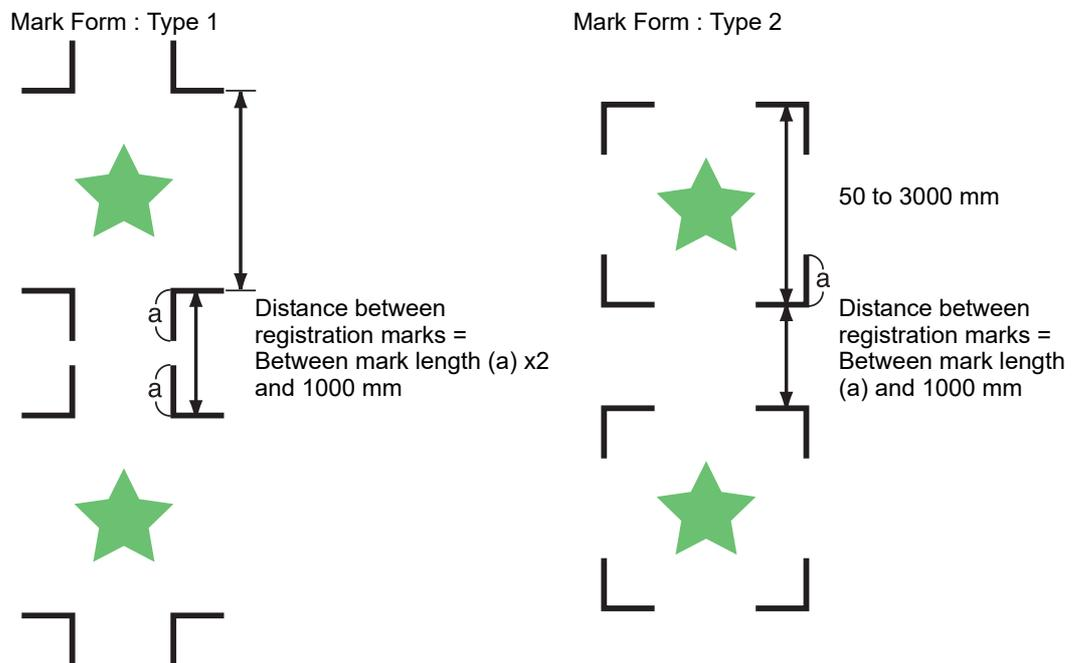 Mark Form : Type 1
a
a
Distance between
registration marks =
Between mark length (a) x2
and 1000 mm
Mark Form : Type 2
50 to 3000 mm
a
Distance between
registration marks =
Between mark length
(a) and 1000 mm